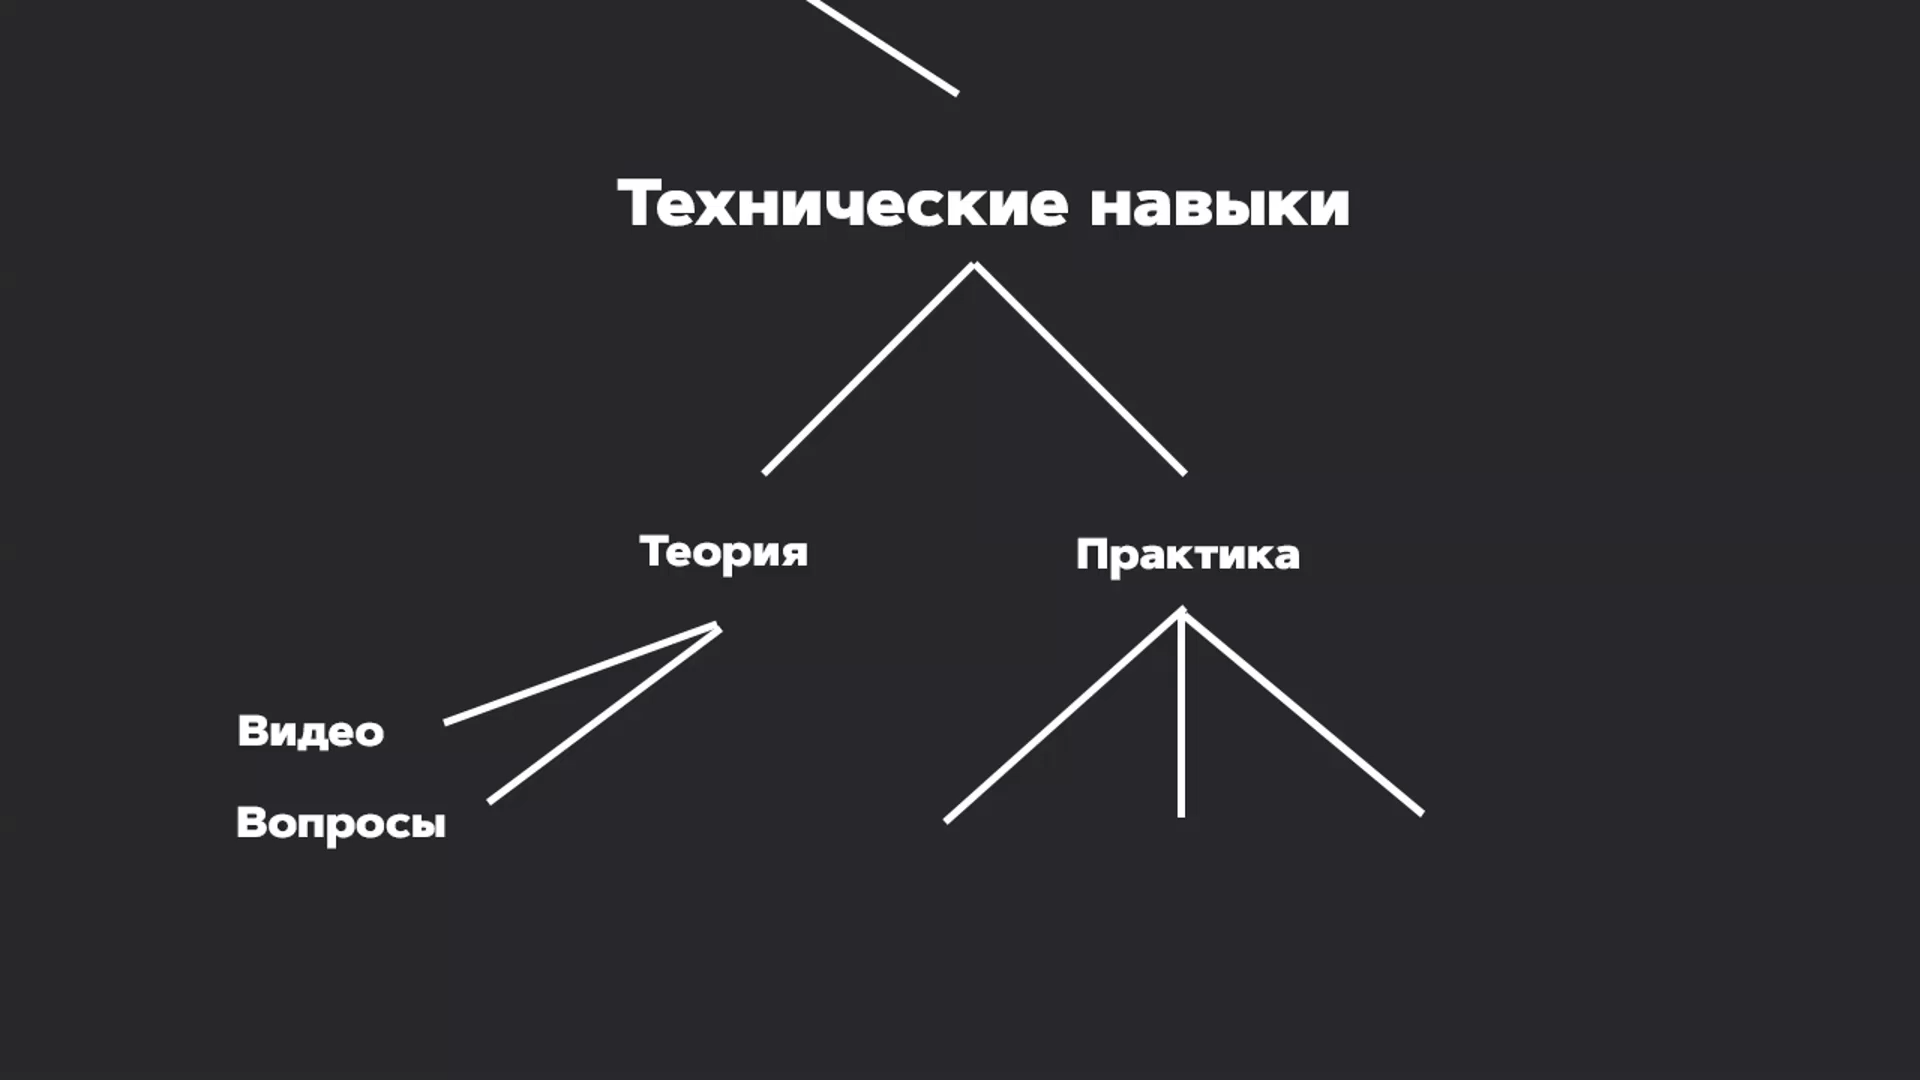 Технические навыки
Теория
Практика
Видео
Вопросы